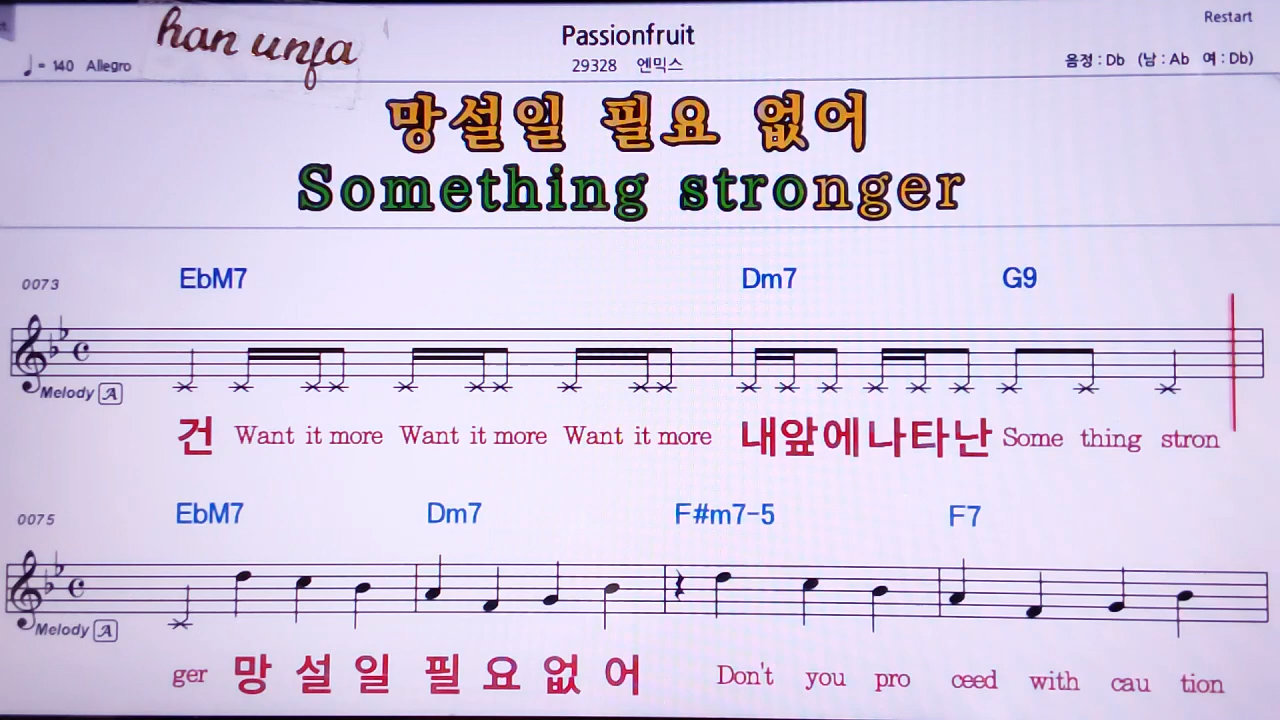 Restart
han unfa
Passionfruit
♩= 140 Allegro
29328 엔믹스
음정 : Db (남 : Ab 여 : Db)
망설일 필요 없어
Something stronger
0073 EbM7 Dm7 G9
Melody A
건 Want it more Want it more Want it more 내앞에나타난 Some thing stron
0075 EbM7 Dm7 F#m7-5 F7
Melody A
ger 망 설 일 필 요 없 어 Don't you pro ceed with cau tion